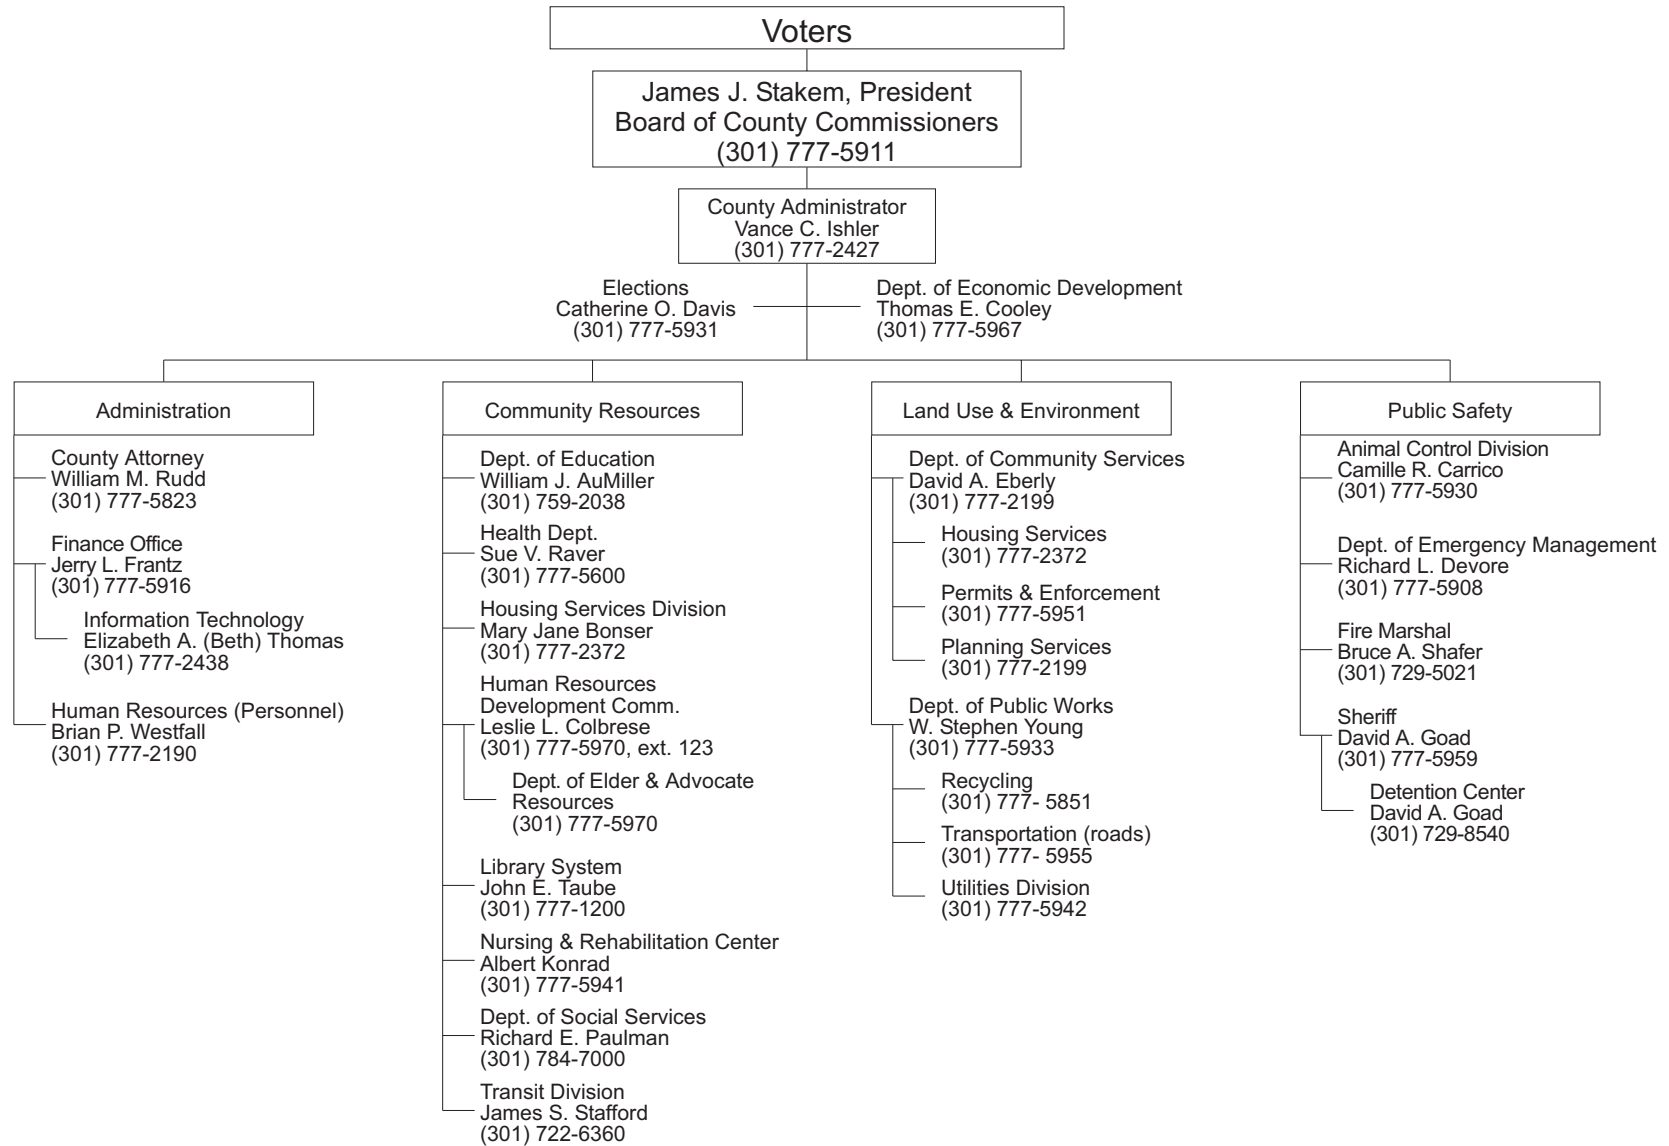 Voters
James J. Stakem, President
Board of County Commissioners
(301) 777-5911
County Administrator
Vance C. Ishler
(301) 777-2427
Elections
Catherine O. Davis
(301) 777-5931
Dept. of Economic Development
Thomas E. Cooley
(301) 777-5967
Administration
County Attorney
William M. Rudd
(301) 777-5823
Finance Office
Jerry L. Frantz
(301) 777-5916
Information Technology
Elizabeth A. (Beth) Thomas
(301) 777-2438
Human Resources (Personnel)
Brian P. Westfall
(301) 777-2190
Community Resources
Dept. of Education
William J. AuMiller
(301) 759-2038
Health Dept.
Sue V. Raver
(301) 777-5600
Housing Services Division
Mary Jane Bonser
(301) 777-2372
Human Resources
Development Comm.
Leslie L. Colbrese
(301) 777-5970, ext. 123
Dept. of Elder & Advocate
Resources
(301) 777-5970
Library System
John E. Taube
(301) 777-1200
Nursing & Rehabilitation Center
Albert Konrad
(301) 777-5941
Dept. of Social Services
Richard E. Paulman
(301) 784-7000
Transit Division
James S. Stafford
(301) 722-6360
Land Use & Environment
Dept. of Community Services
David A. Eberly
(301) 777-2199
Housing Services
(301) 777-2372
Permits & Enforcement
(301) 777-5951
Planning Services
(301) 777-2199
Dept. of Public Works
W. Stephen Young
(301) 777-5933
Recycling
(301) 777- 5851
Transportation (roads)
(301) 777- 5955
Utilities Division
(301) 777-5942
Public Safety
Animal Control Division
Camille R. Carrico
(301) 777-5930
Dept. of Emergency Management
Richard L. Devore
(301) 777-5908
Fire Marshal
Bruce A. Shafer
(301) 729-5021
Sheriff
David A. Goad
(301) 777-5959
Detention Center
David A. Goad
(301) 729-8540